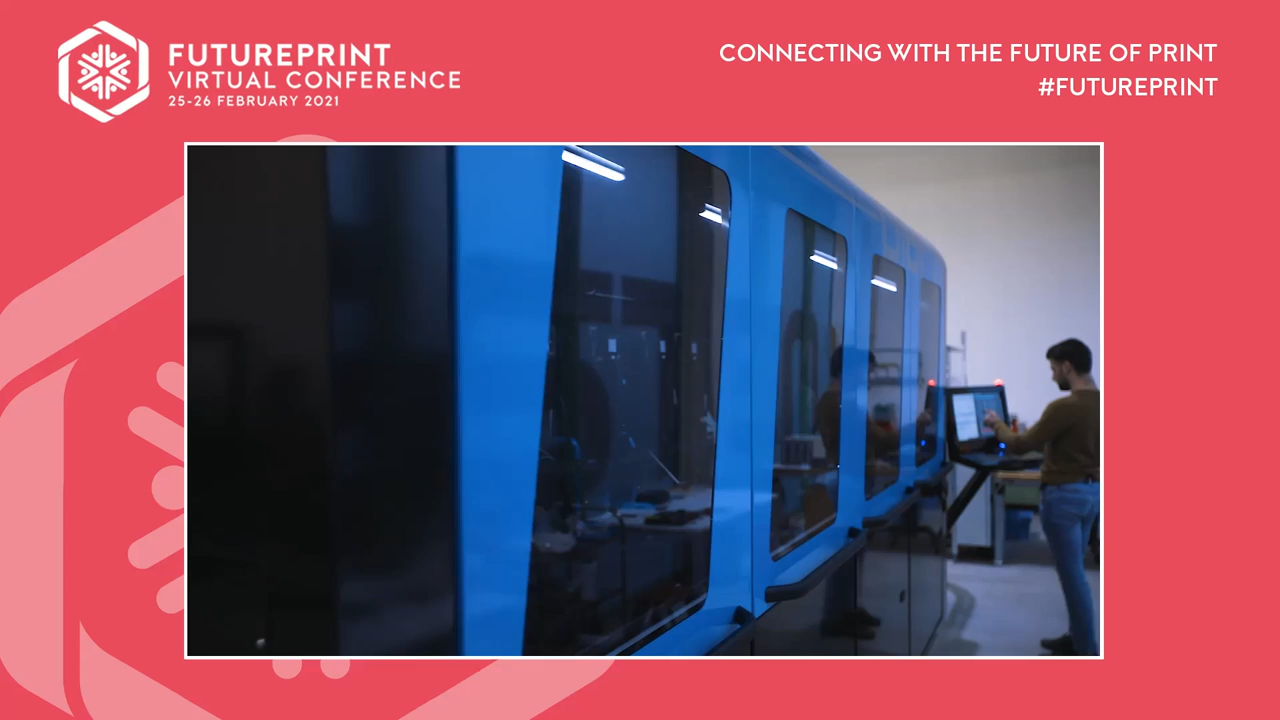 FUTUREPRINT
VIRTUAL CONFERENCE
25-26 FEBRUARY 2021
CONNECTING WITH THE FUTURE OF PRINT
#FUTUREPRINT